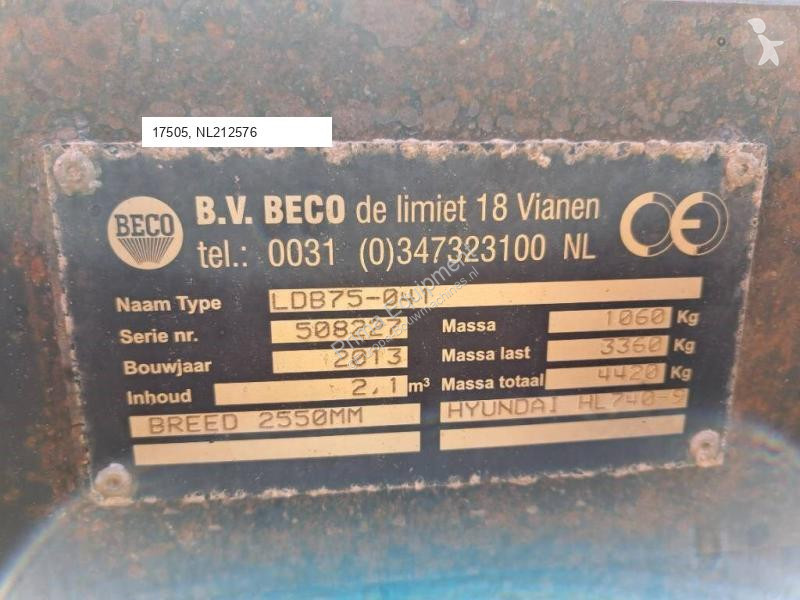 17505, NL212576
BECO
B.V. BECO de limiet 18 Vianen
tel.: 0031 (0)347323100 NL
CE
Naam Type LDB75-041
Serie nr. 508227 Massa 1060 Kg
Bouwjaar 2013 Massa last 3360 Kg
Inhoud 2,1 m³ Massa totaal 4420 Kg
BREED 2550MM HYUNDAI HL740-9